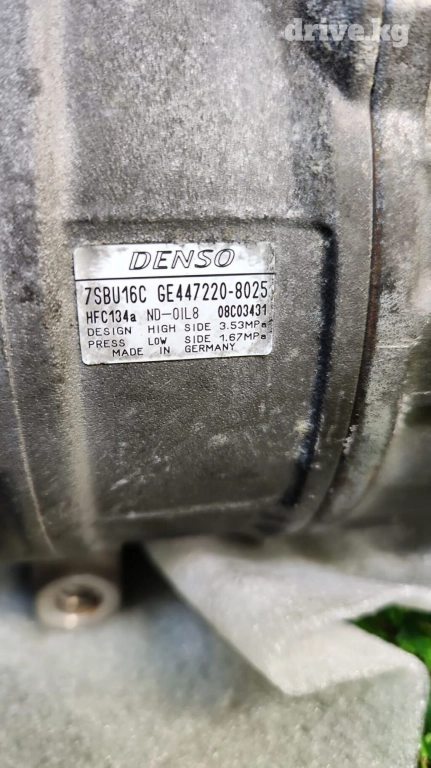 drive.kg
DENSO
7SBU16C GE447220-8025
HFC134a ND-OIL8 08C03431
DESIGN HIGH SIDE 3.53MPa
PRESS LOW SIDE 1.67MPa
MADE IN GERMANY